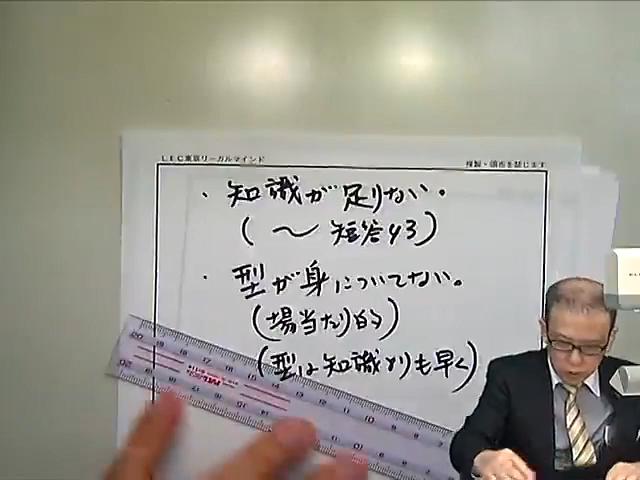 LEC東京リーガルマインド
複製・頒布を禁じます
・知識が足りない。
(〜短答43)
・型が身についてない。
(場当たり的)
(型は知識よりも早く)